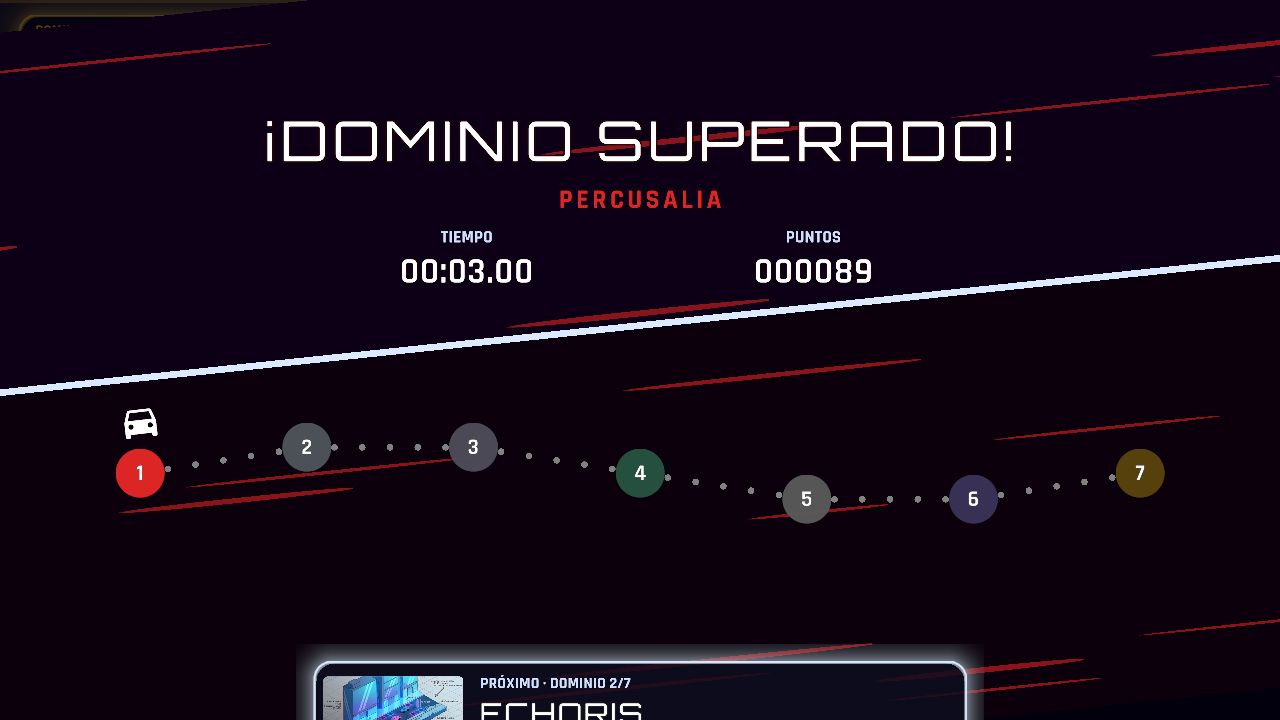 ¡DOMINIO SUPERADO!
PERCUSALIA
TIEMPO
PUNTOS
00:03.00
000089
1
2
3
4
5
6
7
PRÓXIMO · DOMINIO 2/7
ECHORIS